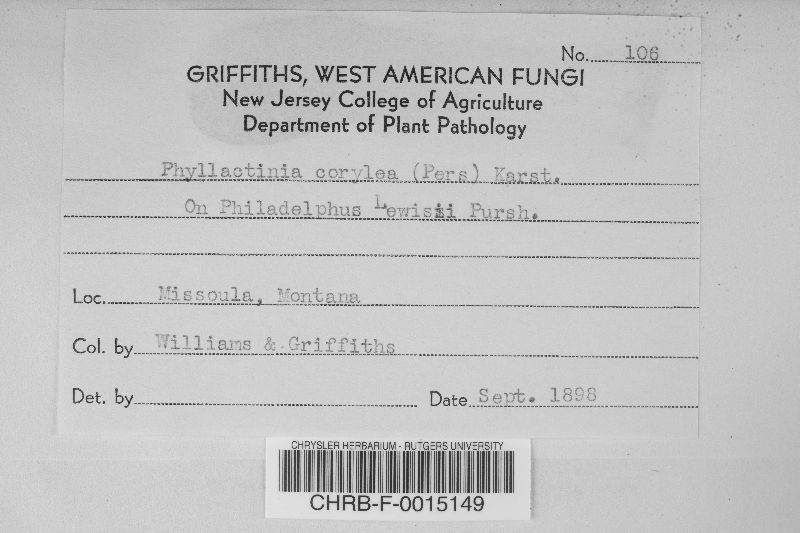 No. 106
GRIFFITHS, WEST AMERICAN FUNGI
New Jersey College of Agriculture
Department of Plant Pathology
Phyllactinia corylea (Pers) Karst.
On Philadelphus Lewisii Pursh.
Loc. Missoula, Montana
Col. by Williams & Griffiths
Det. by
Date Sept. 1898
CHRYSLER HERBARIUM - RUTGERS UNIVERSITY
CHRB-F-0015149